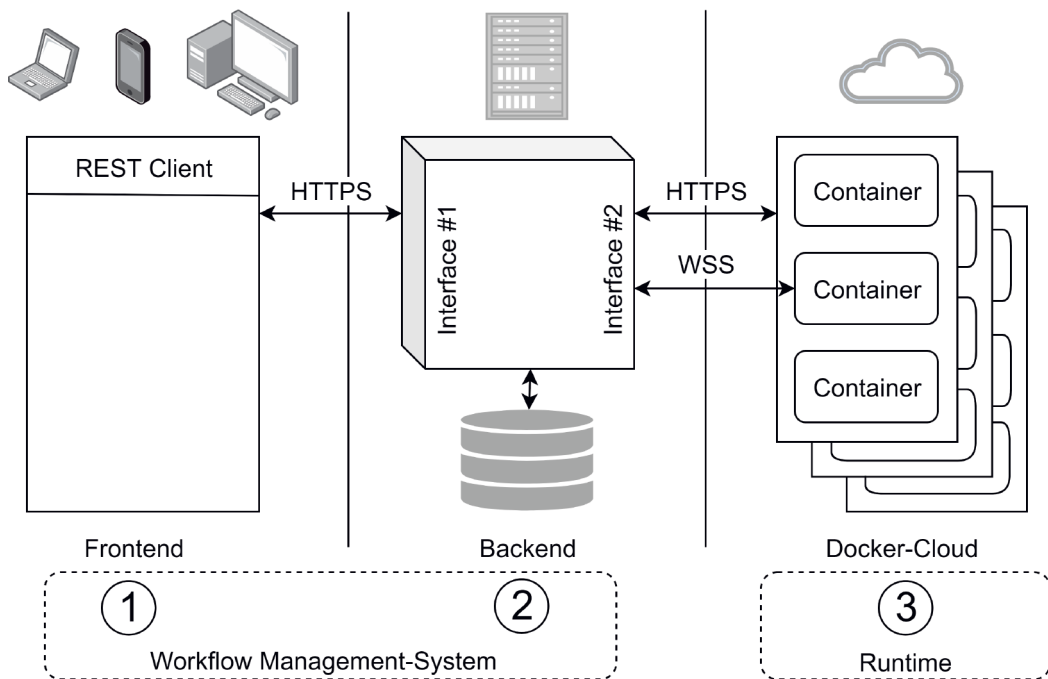 REST Client
HTTPS
Interface #1
Interface #2
HTTPS
WSS
Container
Container
Container
Frontend
Backend
Docker-Cloud
1
2
3
Workflow Management-System
Runtime